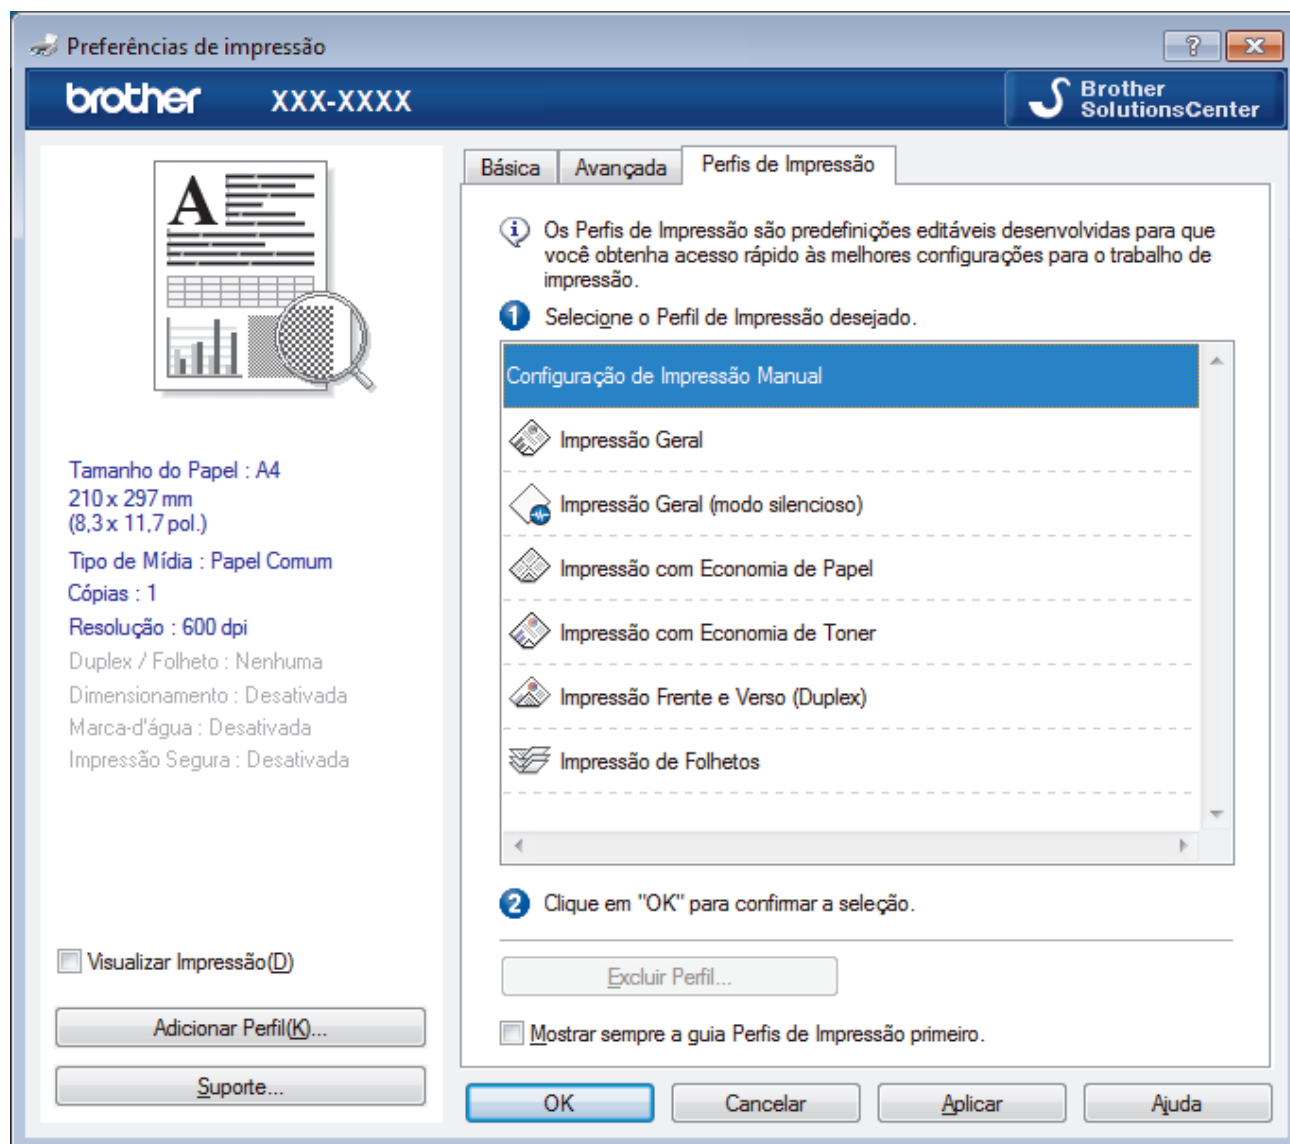 Preferências de impressão
brother XXX-XXXX
Brother
SolutionsCenter
A
Tamanho do Papel : A4
210 x 297 mm
(8,3 x 11,7 pol.)
Tipo de Mídia : Papel Comum
Cópias : 1
Resolução : 600 dpi
Duplex / Folheto : Nenhuma
Dimensionamento : Desativada
Marca-d'água : Desativada
Impressão Segura : Desativada
Visualizar Impressão(D)
Adicionar Perfil(K)...
Suporte...
Básica
Avançada
Perfis de Impressão
Os Perfis de Impressão são predefinições editáveis desenvolvidas para que
você obtenha acesso rápido às melhores configurações para o trabalho de
impressão.
1 Selecione o Perfil de Impressão desejado.
Configuração de Impressão Manual
Impressão Geral
Impressão Geral (modo silencioso)
Impressão com Economia de Papel
Impressão com Economia de Toner
Impressão Frente e Verso (Duplex)
Impressão de Folhetos
2 Clique em "OK" para confirmar a seleção.
Excluir Perfil...
Mostrar sempre a guia Perfis de Impressão primeiro.
OK
Cancelar
Aplicar
Ajuda